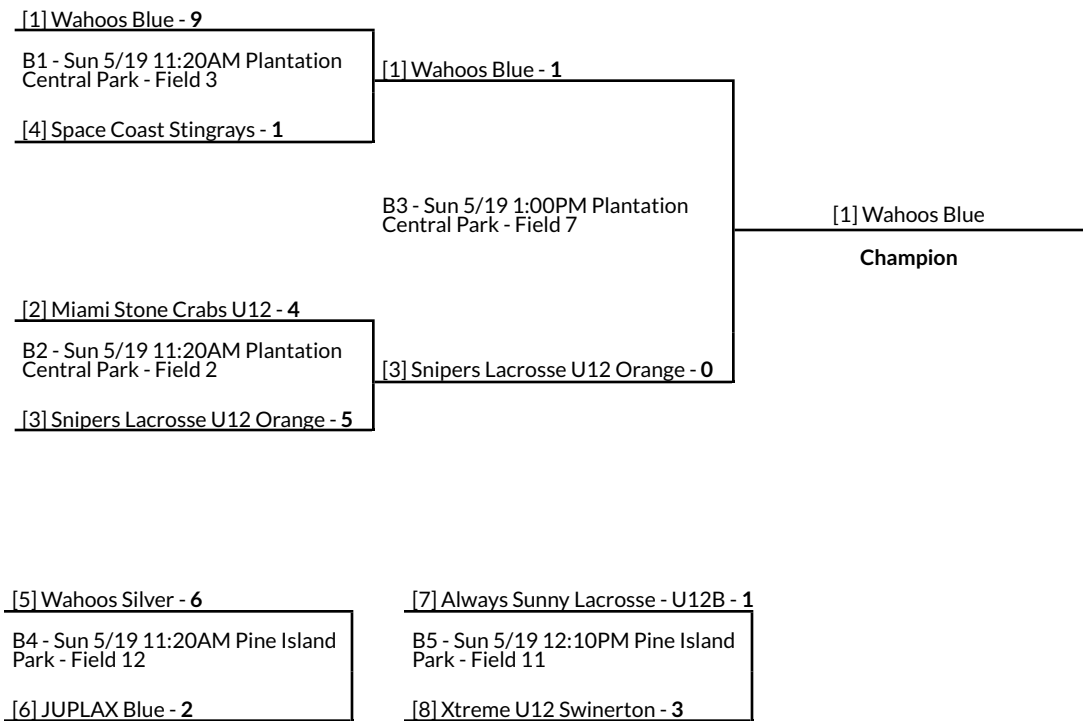 [1] Wahoos Blue - 9
B1 - Sun 5/19 11:20AM Plantation
Central Park - Field 3
[4] Space Coast Stingrays - 1
[1] Wahoos Blue - 1
B3 - Sun 5/19 1:00PM Plantation
Central Park - Field 7
[1] Wahoos Blue
Champion
[2] Miami Stone Crabs U12 - 4
B2 - Sun 5/19 11:20AM Plantation
Central Park - Field 2
[3] Snipers Lacrosse U12 Orange - 5
[3] Snipers Lacrosse U12 Orange - 0
[5] Wahoos Silver - 6
B4 - Sun 5/19 11:20AM Pine Island
Park - Field 12
[6] JUPLAX Blue - 2
[7] Always Sunny Lacrosse - U12B - 1
B5 - Sun 5/19 12:10PM Pine Island
Park - Field 11
[8] Xtreme U12 Swinerton - 3